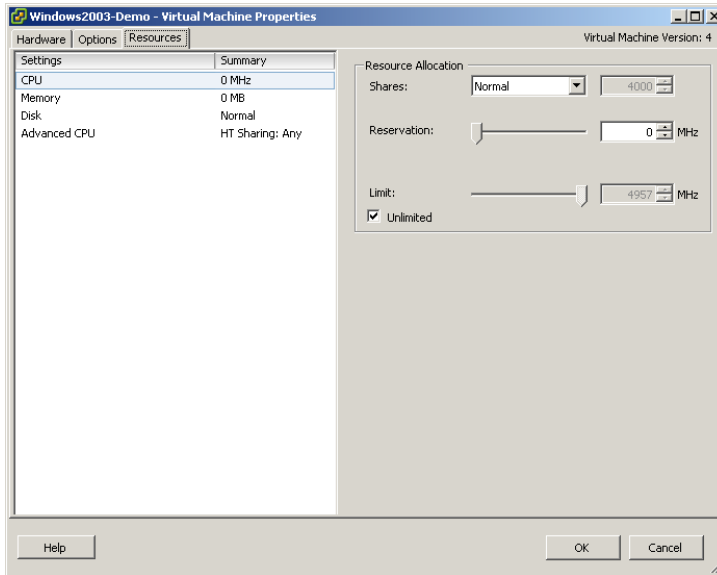 Windows2003-Demo - Virtual Machine Properties
Hardware Options Resources Virtual Machine Version: 4
Settings Summary
CPU 0 MHz
Memory 0 MB
Disk Normal
Advanced CPU HT Sharing: Any
Resource Allocation
Shares: Normal 4000
Reservation: 0 MHz
Limit: 4957 MHz
Unlimited
Help OK Cancel